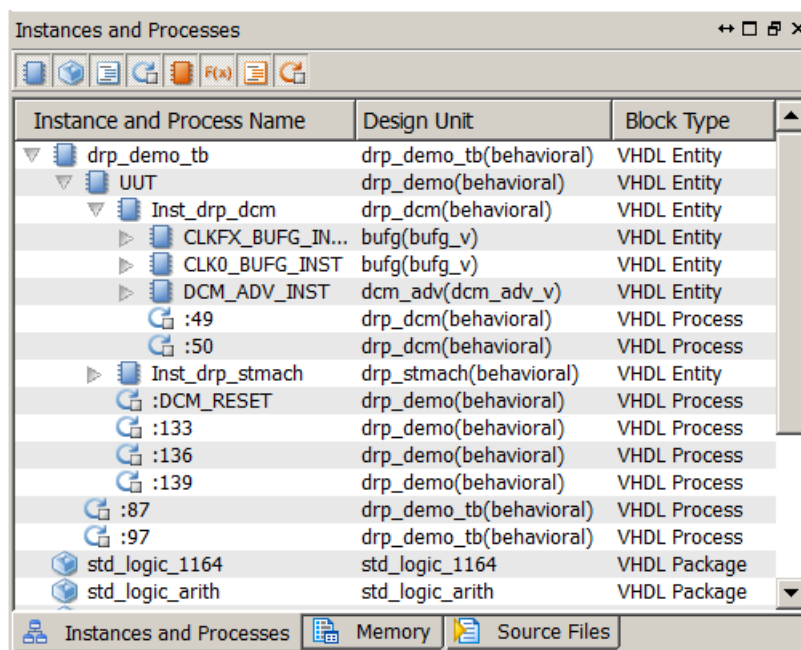 Instances and Processes
F(x)
Instance and Process Name Design Unit Block Type
drp_demo_tb drp_demo_tb(behavioral) VHDL Entity
UUT drp_demo(behavioral) VHDL Entity
Inst_drp_dcm drp_dcm(behavioral) VHDL Entity
CLKFX_BUFG_IN... bufg(bufg_v) VHDL Entity
CLK0_BUFG_INST bufg(bufg_v) VHDL Entity
DCM_ADV_INST dcm_adv(dcm_adv_v) VHDL Entity
:49 drp_dcm(behavioral) VHDL Process
:50 drp_dcm(behavioral) VHDL Process
Inst_drp_stmach drp_stmach(behavioral) VHDL Entity
:DCM_RESET drp_demo(behavioral) VHDL Process
:133 drp_demo(behavioral) VHDL Process
:136 drp_demo(behavioral) VHDL Process
:139 drp_demo(behavioral) VHDL Process
:87 drp_demo_tb(behavioral) VHDL Process
:97 drp_demo_tb(behavioral) VHDL Process
std_logic_1164 std_logic_1164 VHDL Package
std_logic_arith std_logic_arith VHDL Package
Instances and Processes Memory Source Files